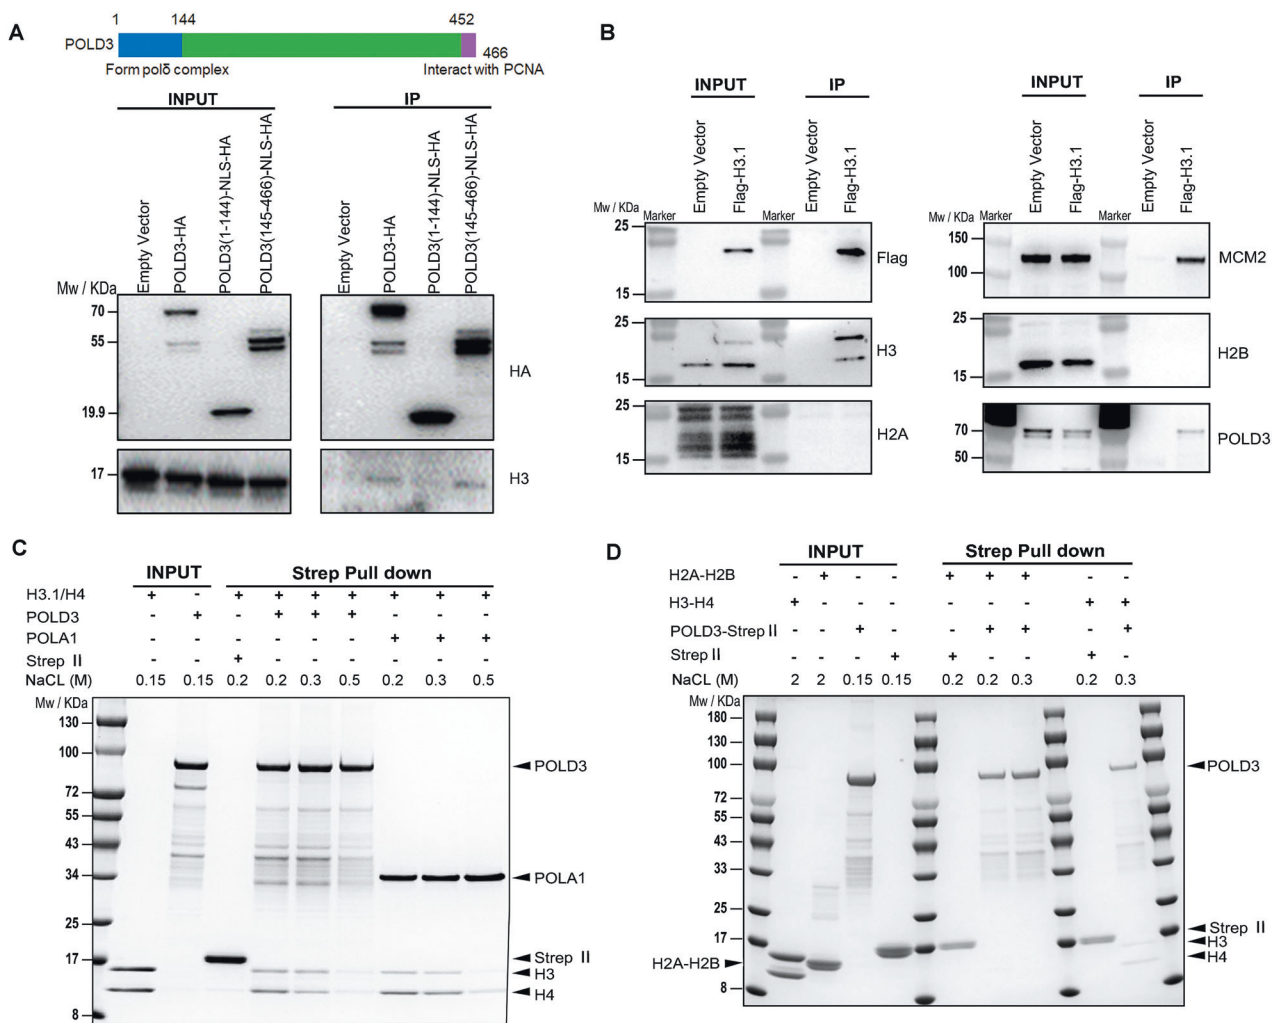 A
1 144 452
POLD3
466
Form polδ complex Interact with PCNA
INPUT IP
Empty Vector
POLD3-HA
POLD3(1-144)-NLS-HA
POLD3(145-466)-NLS-HA
Empty Vector
POLD3-HA
POLD3(1-144)-NLS-HA
POLD3(145-466)-NLS-HA
Mw / KDa
70
55
HA
19.9
17
H3
B
INPUT IP
Empty Vector
Flag-H3.1
Empty Vector
Flag-H3.1
Mw / KDa
Marker Marker
25
Flag
15
25
H3
15
25
H2A
15
INPUT IP
Empty Vector
Flag-H3.1
Empty Vector
Flag-H3.1
Mw / KDa
Marker Marker
150
MCM2
100
25
H2B
15
70
POLD3
50
C
INPUT Strep Pull down
H3.1/H4 + - + + + + + + +
POLD3 - + - + + + - - -
POLA1 - - - - - - + + +
Strep II - - + - - - - - -
NaCL (M) 0.15 0.15 0.2 0.2 0.3 0.5 0.2 0.3 0.5
Mw / KDa
130
100
POLD3
72
55
43
34
POLA1
25
17
Strep II
H3
H4
8
D
INPUT Strep Pull down
H2A-H2B - + - - + + + - -
H3-H4 + - - - - - - + +
POLD3-Strep II - - + - - + + - +
Strep II - - - + + - - + -
NaCL (M) 2 2 0.15 0.15 0.2 0.2 0.3 0.2 0.3
Mw / KDa
180
130
100
POLD3
72
55
43
33
25
Strep II
17
H3
H4
H2A-H2B
8